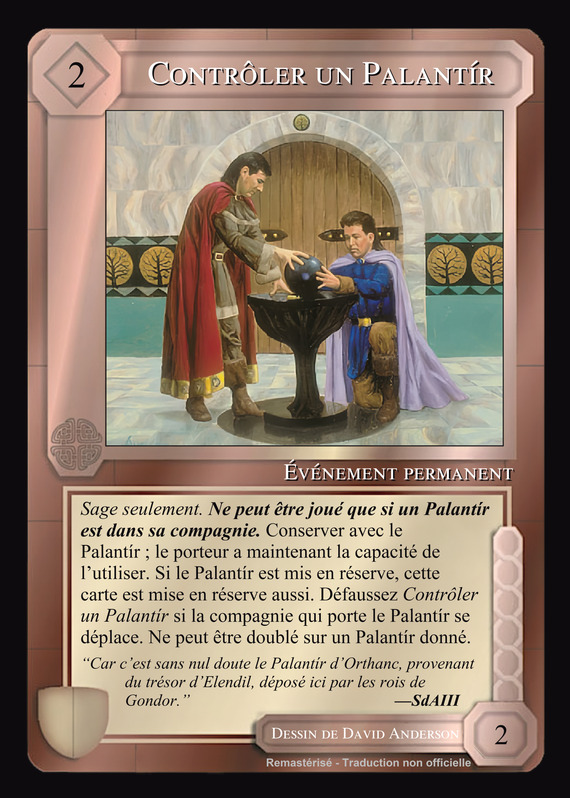 2
Contrôler un Palantír
Événement permanent
Sage seulement. Ne peut être joué que si un Palantír
est dans sa compagnie. Conserver avec le
Palantír ; le porteur a maintenant la capacité de
l’utiliser. Si le Palantír est mis en réserve, cette
carte est mise en réserve aussi. Défaussez Contrôler
un Palantír si la compagnie qui porte le Palantír se
déplace. Ne peut être doublé sur un Palantír donné.
“Car c’est sans nul doute le Palantír d’Orthanc, provenant
du trésor d’Elendil, déposé ici par les rois de
Gondor.” —SdAIII
Dessin de David Anderson
2
Remastérisé - Traduction non officielle